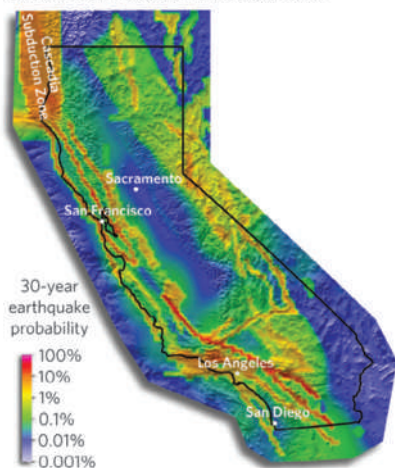 Cascadia
Subduction Zone
Sacramento
San Francisco
30-year
earthquake
probability
100%
10%
1%
0.1%
0.01%
0.001%
Los Angeles
San Diego